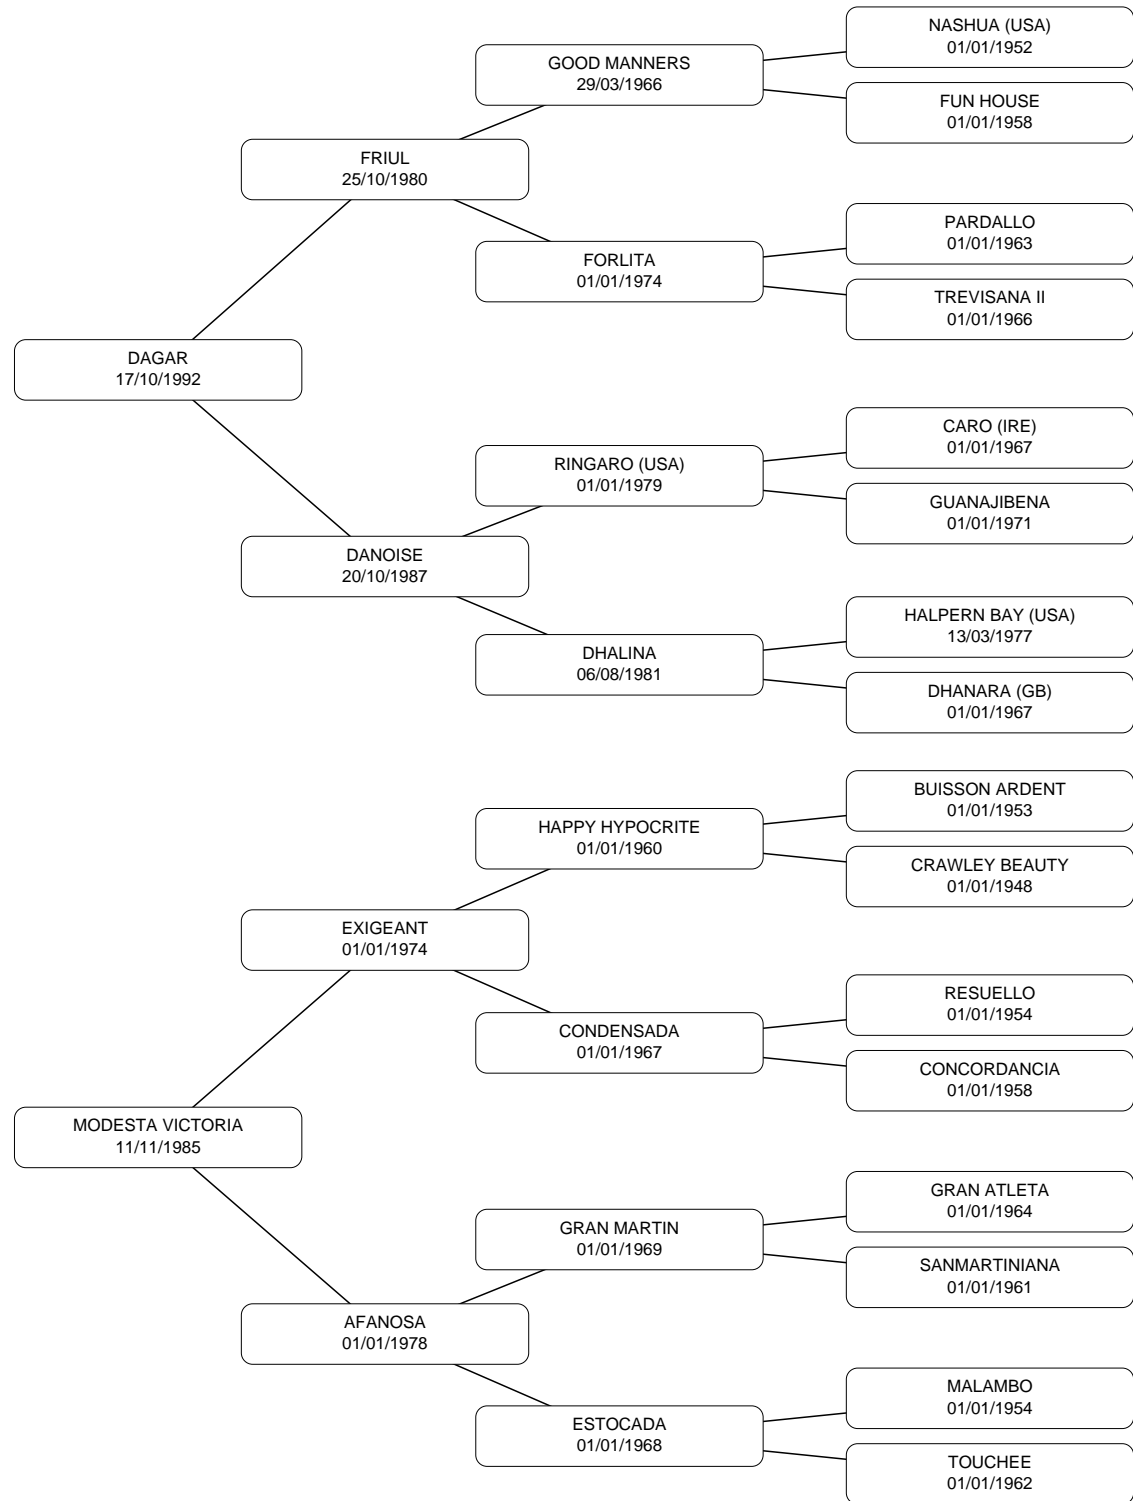 NASHUA (USA)
01/01/1952
GOOD MANNERS
29/03/1966
FUN HOUSE
01/01/1958
FRIUL
25/10/1980
PARDALLO
01/01/1963
FORLITA
01/01/1974
TREVISANA II
01/01/1966
DAGAR
17/10/1992
CARO (IRE)
01/01/1967
RINGARO (USA)
01/01/1979
GUANAJIBENA
01/01/1971
DANOISE
20/10/1987
HALPERN BAY (USA)
13/03/1977
DHALINA
06/08/1981
DHANARA (GB)
01/01/1967
BUISSON ARDENT
01/01/1953
HAPPY HYPOCRITE
01/01/1960
CRAWLEY BEAUTY
01/01/1948
EXIGEANT
01/01/1974
RESUELLO
01/01/1954
CONDENSADA
01/01/1967
CONCORDANCIA
01/01/1958
MODESTA VICTORIA
11/11/1985
GRAN ATLETA
01/01/1964
GRAN MARTIN
01/01/1969
SANMARTINIANA
01/01/1961
AFANOSA
01/01/1978
MALAMBO
01/01/1954
ESTOCADA
01/01/1968
TOUCHEE
01/01/1962